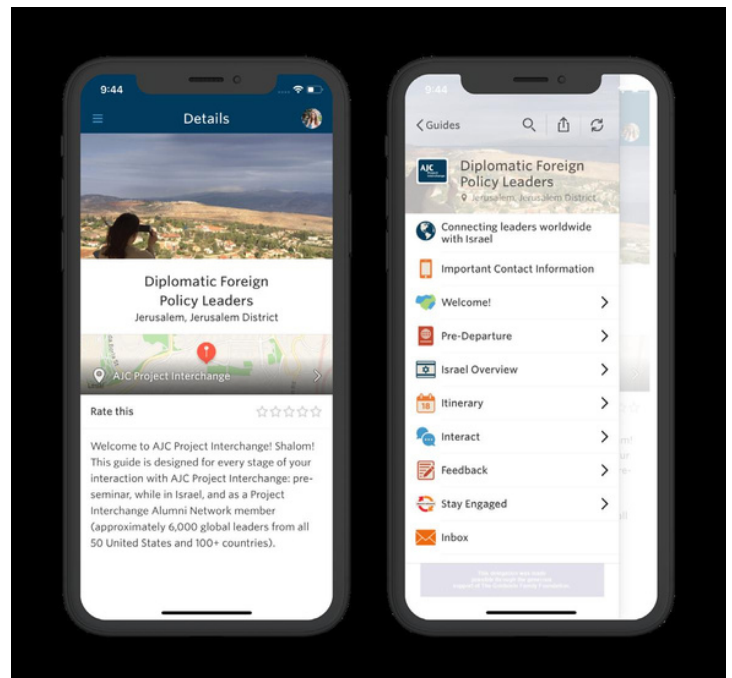 9:44
Details
Diplomatic Foreign
Policy Leaders
Jerusalem, Jerusalem District
AJC Project Interchange
Rate this
Welcome to AJC Project Interchange! Shalom!
This guide is designed for every stage of your
interaction with AJC Project Interchange: pre-
seminar, while in Israel, and as a Project
Interchange Alumni Network member
(approximately 6,000 global leaders from all
50 United States and 100+ countries).
9:44
Guides
AJC
Diplomatic Foreign
Policy Leaders
Jerusalem, Jerusalem District
Connecting leaders worldwide
with Israel
Important Contact Information
Welcome!
Pre-Departure
Israel Overview
18
Itinerary
Interact
Feedback
Stay Engaged
Inbox